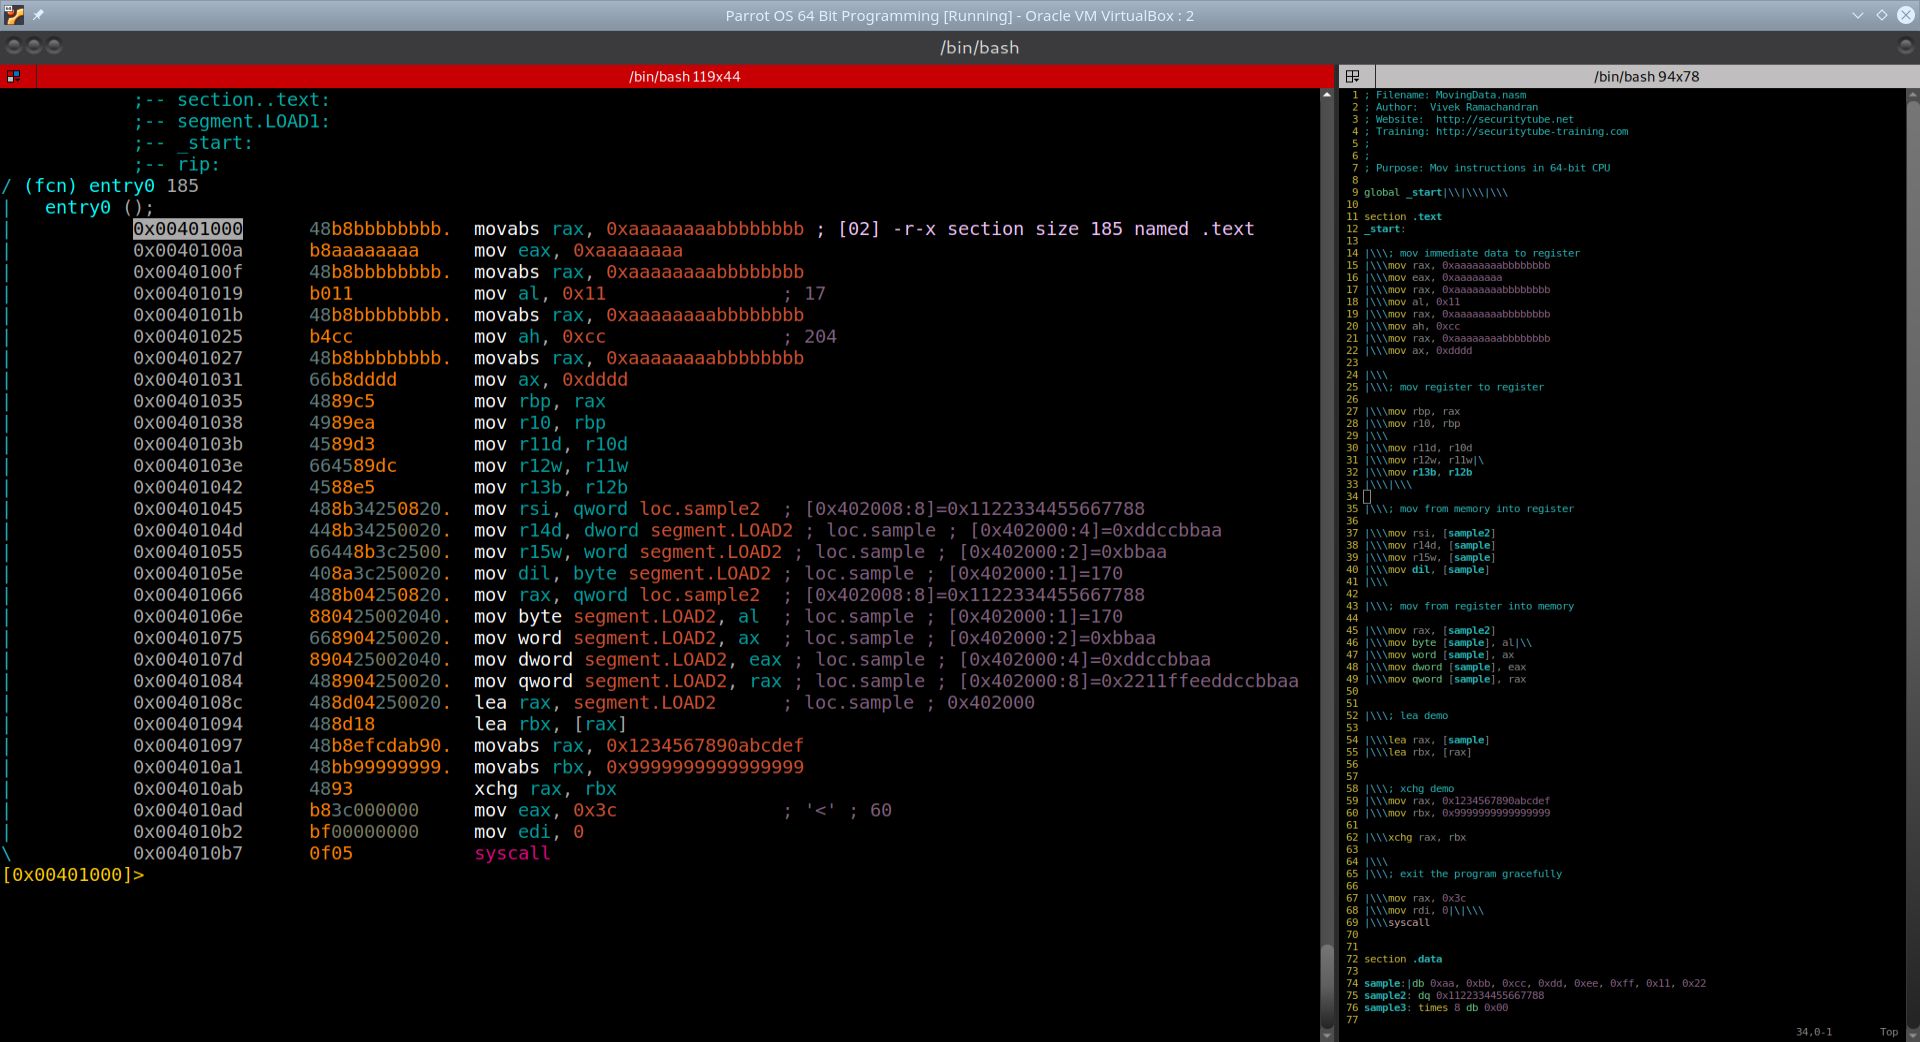 Parrot OS 64 Bit Programming [Running] - Oracle VM VirtualBox : 2
/bin/bash
/bin/bash 119x44
;-- section..text:
;-- segment.LOAD1:
;-- _start:
;-- rip:
/ (fcn) entry0 185
|   entry0 ();
|           0x00401000      48b8bbbbbbbb.  movabs rax, 0xaaaaaaaabbbbbbbb ; [02] -r-x section size 185 named .text
|           0x0040100a      b8aaaaaaaa     mov eax, 0xaaaaaaaa
|           0x0040100f      48b8bbbbbbbb.  movabs rax, 0xaaaaaaaabbbbbbbb
|           0x00401019      b011           mov al, 0x11                ; 17
|           0x0040101b      48b8bbbbbbbb.  movabs rax, 0xaaaaaaaabbbbbbbb
|           0x00401025      b4cc           mov ah, 0xcc                ; 204
|           0x00401027      48b8bbbbbbbb.  movabs rax, 0xaaaaaaaabbbbbbbb
|           0x00401031      66b8dddd       mov ax, 0xdddd
|           0x00401035      4889c5         mov rbp, rax
|           0x00401038      4989ea         mov r10, rbp
|           0x0040103b      4589d3         mov r11d, r10d
|           0x0040103e      664589dc       mov r12w, r11w
|           0x00401042      4588e5         mov r13b, r12b
|           0x00401045      488b34250820.  mov rsi, qword loc.sample2  ; [0x402008:8]=0x1122334455667788
|           0x0040104d      448b34250020.  mov r14d, dword segment.LOAD2 ; loc.sample ; [0x402000:4]=0xddccbbaa
|           0x00401055      66448b3c2500.  mov r15w, word segment.LOAD2 ; loc.sample ; [0x402000:2]=0xbbaa
|           0x0040105e      408a3c250020.  mov dil, byte segment.LOAD2 ; loc.sample ; [0x402000:1]=170
|           0x00401066      488b04250820.  mov rax, qword loc.sample2  ; [0x402008:8]=0x1122334455667788
|           0x0040106e      880425002040.  mov byte segment.LOAD2, al  ; loc.sample ; [0x402000:1]=170
|           0x00401075      668904250020.  mov word segment.LOAD2, ax  ; loc.sample ; [0x402000:2]=0xbbaa
|           0x0040107d      890425002040.  mov dword segment.LOAD2, eax ; loc.sample ; [0x402000:4]=0xddccbbaa
|           0x00401084      488904250020.  mov qword segment.LOAD2, rax ; loc.sample ; [0x402000:8]=0x2211ffeeddccbbaa
|           0x0040108c      488d04250020.  lea rax, segment.LOAD2      ; loc.sample ; 0x402000
|           0x00401094      488d18         lea rbx, [rax]
|           0x00401097      48b8efcdab90.  movabs rax, 0x1234567890abcdef
|           0x004010a1      48bb99999999.  movabs rbx, 0x9999999999999999
|           0x004010ab      4893           xchg rax, rbx
|           0x004010ad      b83c000000     mov eax, 0x3c               ; '<' ; 60
|           0x004010b2      bf00000000     mov edi, 0
\           0x004010b7      0f05           syscall
[0x00401000]>
/bin/bash 94x78
1 ; Filename: MovingData.nasm
2 ; Author:  Vivek Ramachandran
3 ; Website:  http://securitytube.net
4 ; Training: http://securitytube-training.com
5 ;
6 ;
7 ; Purpose: Mov instructions in 64-bit CPU
8
9 global _start|\\|\\\|\\\
10
11 section .text
12 _start:
13
14 |\\\; mov immediate data to register
15 |\\\mov rax, 0xaaaaaaaabbbbbbbb
16 |\\\mov eax, 0xaaaaaaaa
17 |\\\mov rax, 0xaaaaaaaabbbbbbbb
18 |\\\mov al, 0x11
19 |\\\mov rax, 0xaaaaaaaabbbbbbbb
20 |\\\mov ah, 0xcc
21 |\\\mov rax, 0xaaaaaaaabbbbbbbb
22 |\\\mov ax, 0xdddd
23
24 |\\\
25 |\\\; mov register to register
26
27 |\\\mov rbp, rax
28 |\\\mov r10, rbp
29 |\\\
30 |\\\mov r11d, r10d
31 |\\\mov r12w, r11w|\
32 |\\\mov r13b, r12b
33 |\\\|\\\
34
35 |\\\; mov from memory into register
36
37 |\\\mov rsi, [sample2]
38 |\\\mov r14d, [sample]
39 |\\\mov r15w, [sample]
40 |\\\mov dil, [sample]
41 |\\\
42
43 |\\\; mov from register into memory
44
45 |\\\mov rax, [sample2]
46 |\\\mov byte [sample], al|\\
47 |\\\mov word [sample], ax
48 |\\\mov dword [sample], eax
49 |\\\mov qword [sample], rax
50
51
52 |\\\; lea demo
53
54 |\\\lea rax, [sample]
55 |\\\lea rbx, [rax]
56
57
58 |\\\; xchg demo
59 |\\\mov rax, 0x1234567890abcdef
60 |\\\mov rbx, 0x9999999999999999
61
62 |\\\xchg rax, rbx
63
64 |\\\
65 |\\\; exit the program gracefully
66
67 |\\\mov rax, 0x3c
68 |\\\mov rdi, 0|\|\\\
69 |\\\syscall
70
71
72 section .data
73
74 sample:|db 0xaa, 0xbb, 0xcc, 0xdd, 0xee, 0xff, 0x11, 0x22
75 sample2: dq 0x1122334455667788
76 sample3: times 8 db 0x00
77
34,0-1 Top